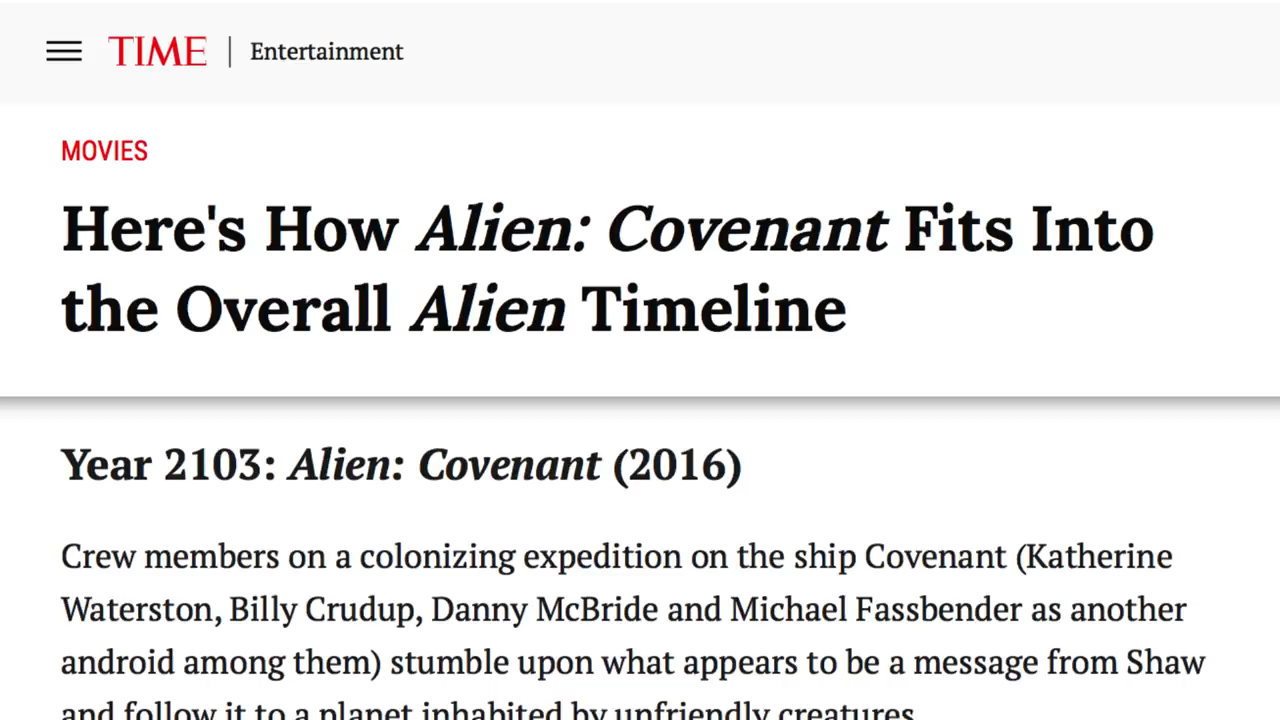 TIME | Entertainment
MOVIES
Here's How Alien: Covenant Fits Into
the Overall Alien Timeline
Year 2103: Alien: Covenant (2016)
Crew members on a colonizing expedition on the ship Covenant (Katherine
Waterston, Billy Crudup, Danny McBride and Michael Fassbender as another
android among them) stumble upon what appears to be a message from Shaw
and follow it to a planet inhabited by unfriendly creatures.